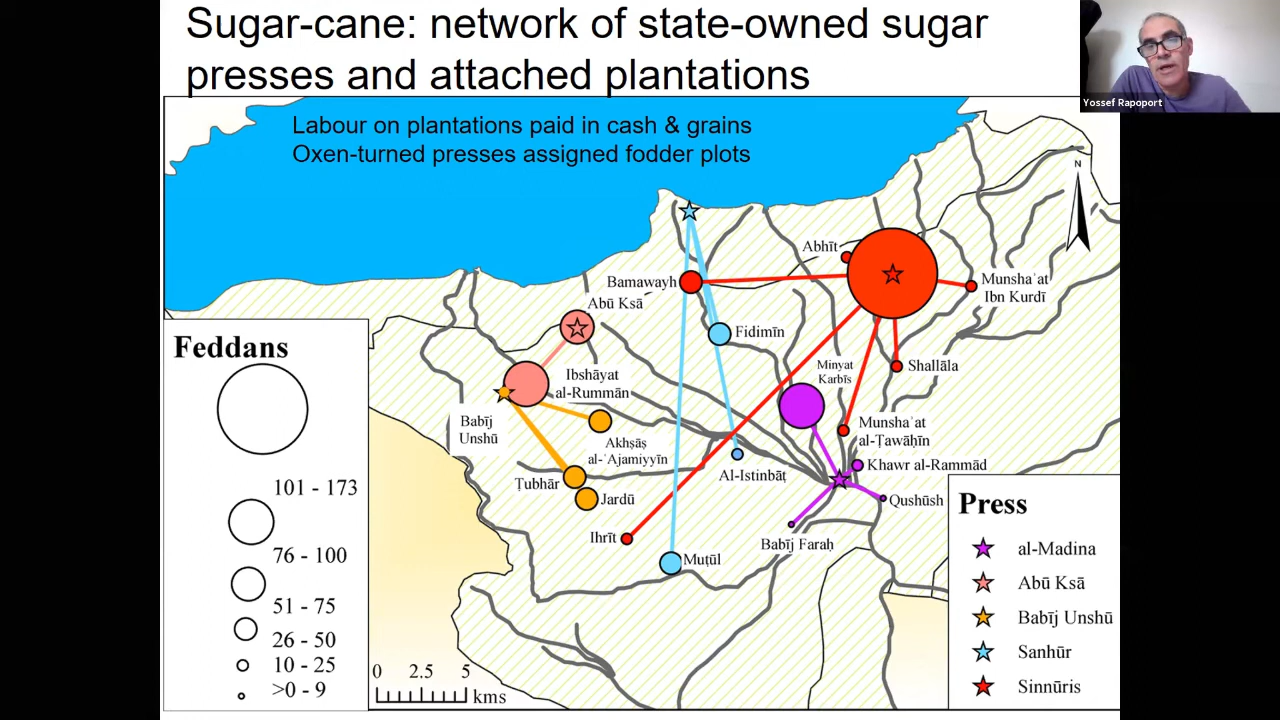 Sugar-cane: network of state-owned sugar
presses and attached plantations
Yossef Rapoport
Labour on plantations paid in cash & grains
Oxen-turned presses assigned fodder plots
N
Abhīt
Bamawayh
Munshaʾat
Ibn Kurdī
Abū Ksā
Fidimīn
Minyat
Karbīs
Shallāla
Ibshāyat
al-Rummān
Babīj
Unshū
Akhṣāṣ
al-ʿAjamiyyīn
Munshaʾat
al-Ṭawāḥīn
Khawr al-Rammād
Al-Istinbāṭ
Ṭubhār
Jardū
Qushūsh
Ihrīt
Babīj Faraḥ
Muṭūl
Feddans
101 - 173
76 - 100
51 - 75
26 - 50
10 - 25
>0 - 9
0 2.5 5
kms
Press
al-Madina
Abū Ksā
Babīj Unshū
Sanhūr
Sinnūris